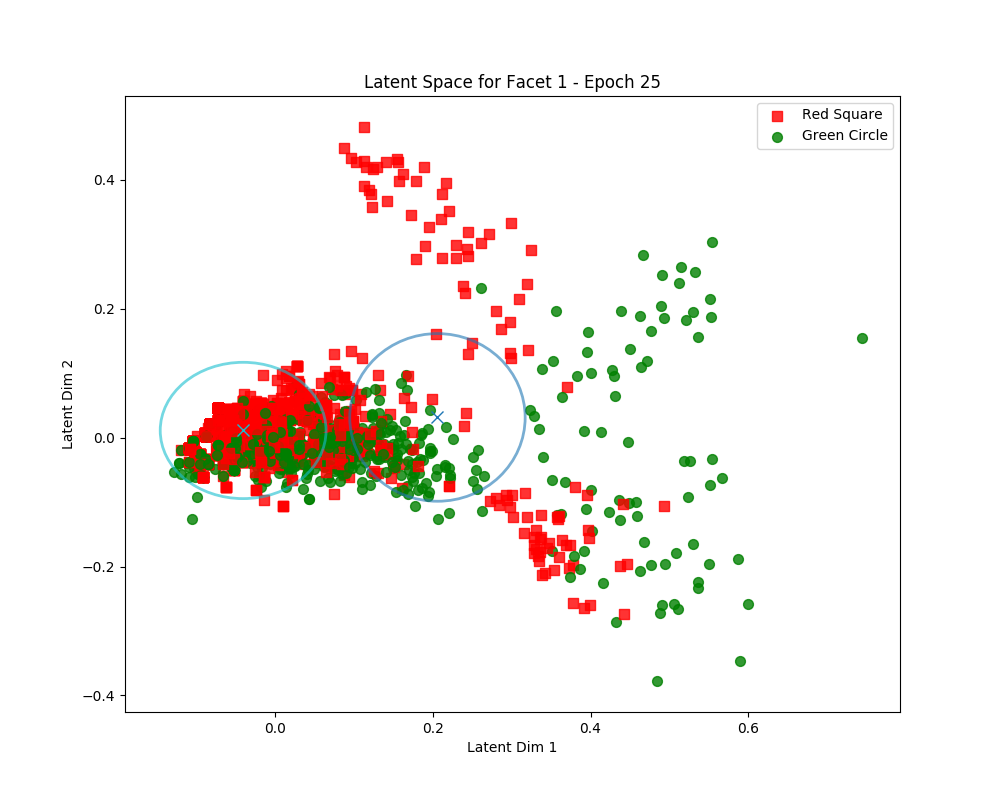 Latent Space for Facet 1 - Epoch 25
Red Square
Green Circle
0.4
0.2
0.0
−0.2
−0.4
Latent Dim 2
0.0
0.2
0.4
0.6
Latent Dim 1